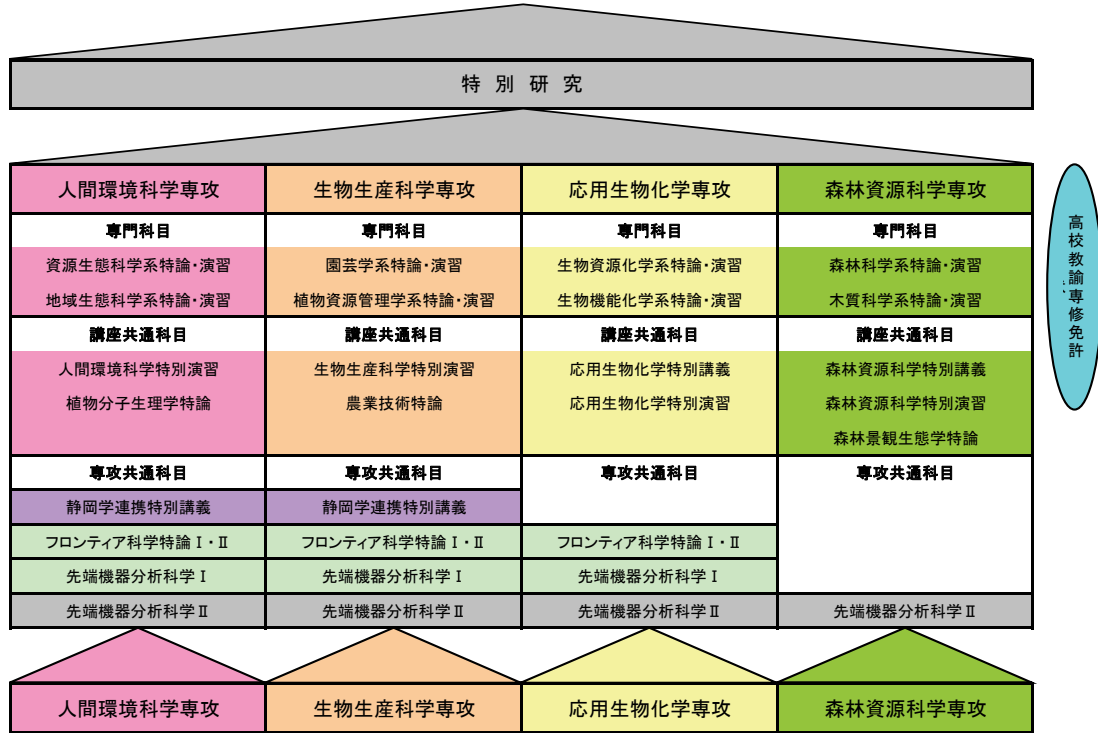 特別研究
人間環境科学専攻
生物生産科学専攻
応用生物化学専攻
森林資源科学専攻
専門科目
専門科目
専門科目
専門科目
資源生態科学系特論・演習
園芸学系特論・演習
生物資源化学系特論・演習
森林科学系特論・演習
地域生態科学系特論・演習
植物資源管理学系特論・演習
生物機能化学系特論・演習
木質科学系特論・演習
講座共通科目
講座共通科目
講座共通科目
講座共通科目
人間環境科学特別演習
生物生産科学特別演習
応用生物化学特別講義
森林資源科学特別講義
植物分子生理学特論
農業技術特論
応用生物化学特別演習
森林資源科学特別演習
森林景観生態学特論
専攻共通科目
専攻共通科目
専攻共通科目
専攻共通科目
静岡学連携特別講義
静岡学連携特別講義
フロンティア科学特論Ⅰ・Ⅱ
フロンティア科学特論Ⅰ・Ⅱ
フロンティア科学特論Ⅰ・Ⅱ
先端機器分析科学Ⅰ
先端機器分析科学Ⅰ
先端機器分析科学Ⅰ
先端機器分析科学Ⅱ
先端機器分析科学Ⅱ
先端機器分析科学Ⅱ
先端機器分析科学Ⅱ
人間環境科学専攻
生物生産科学専攻
応用生物化学専攻
森林資源科学専攻
高校教諭専修免許